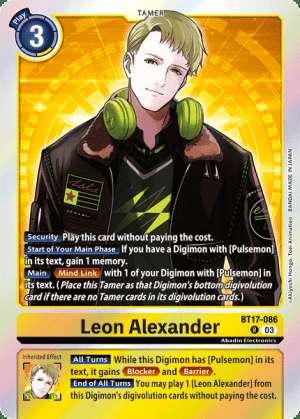 TAMER
Play
3
Security Play this card without paying the cost.
Start of Your Main Phase If you have a Digimon with [Pulsemon]
in its text, gain 1 memory.
Main Mind Link with 1 of your Digimon with [Pulsemon] in
its text. (Place this Tamer as that Digimon's bottom digivolution
card if there are no Tamer cards in its digivolution cards.)
Leon Alexander
BT17-086
03
Abadin Electronics
Inherited Effect
All Turns While this Digimon has [Pulsemon] in its
text, it gains Blocker and Barrier.
End of All Turns You may play 1 [Leon Alexander] from
this Digimon's digivolution cards without paying the cost.
©Akiyoshi Hongo, Toei Animation · BANDAI MADE IN JAPAN